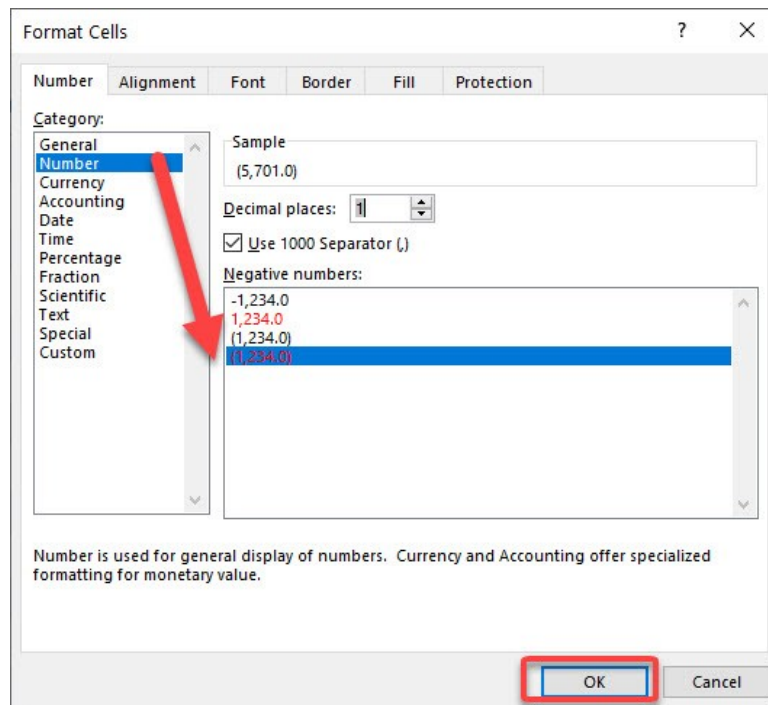 Format Cells
? X
Number Alignment Font Border Fill Protection
Category:
General
Number
Currency
Accounting
Date
Time
Percentage
Fraction
Scientific
Text
Special
Custom
Sample
(5,701.0)
Decimal places: 1
Use 1000 Separator (,)
Negative numbers:
-1,234.0
1,234.0
(1,234.0)
(1,234.0)
Number is used for general display of numbers. Currency and Accounting offer specialized
formatting for monetary value.
OK Cancel